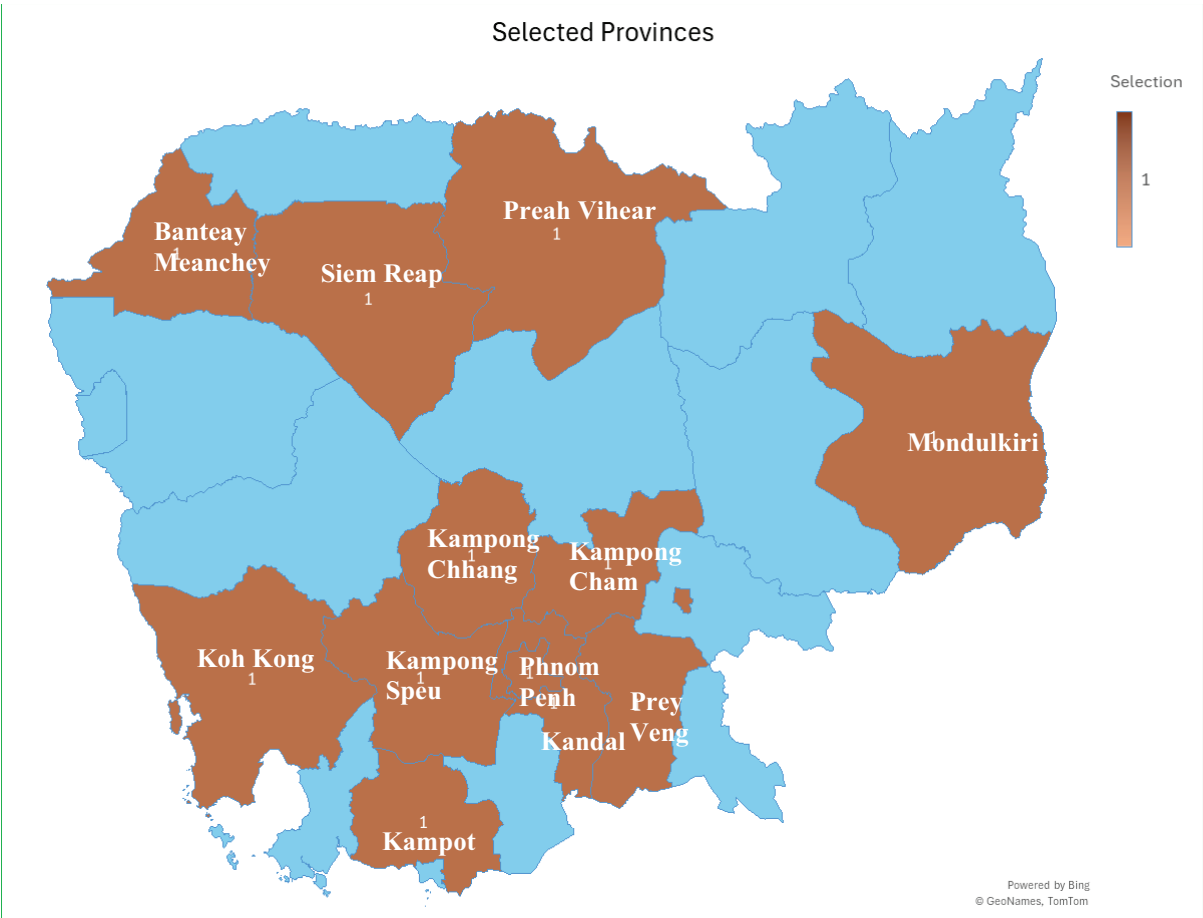 Selected Provinces
Selection
1
Preah Vihear
1
Banteay
1
Meanchey
Siem Reap
1
Mondulkiri
1
Kampong
1
Chhang
Kampong
1
Cham
Koh Kong
1
Kampong
1
Speu
Phnom
1
Penh
1
Prey
Veng
Kandal
1
Kampot
Powered by Bing
© GeoNames, TomTom